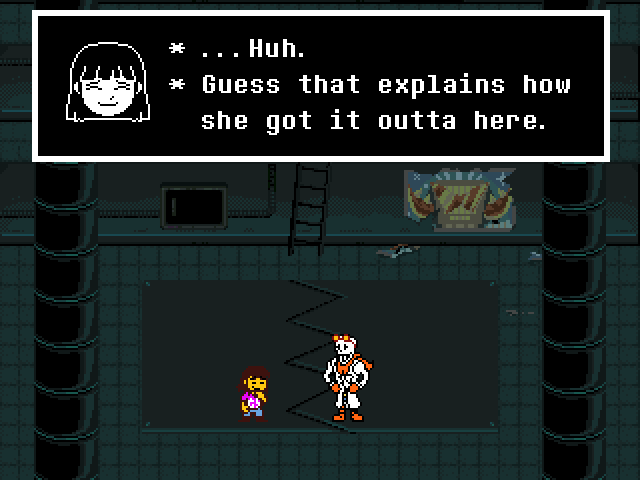 * ...Huh.
* Guess that explains how
she got it outta here.